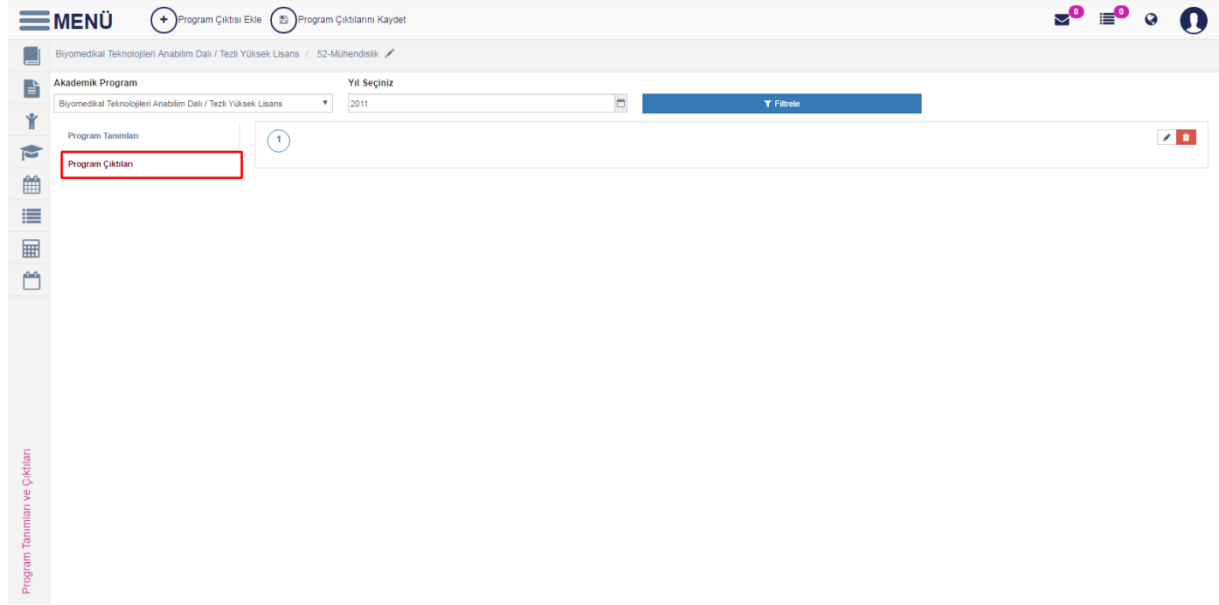 MENÜ
Program Çıktısı Ekle
Program Çıktılarını Kaydet
0
0
Biyomedikal Teknolojileri Anabilim Dalı / Tezli Yüksek Lisans / 52-Mühendislik
Akademik Program
Yıl Seçiniz
Biyomedikal Teknolojileri Anabilim Dalı / Tezli Yüksek Lisans
2011
Filtrele
Program Tanımları
Program Çıktıları
1
Program Tanımları ve Çıktıları